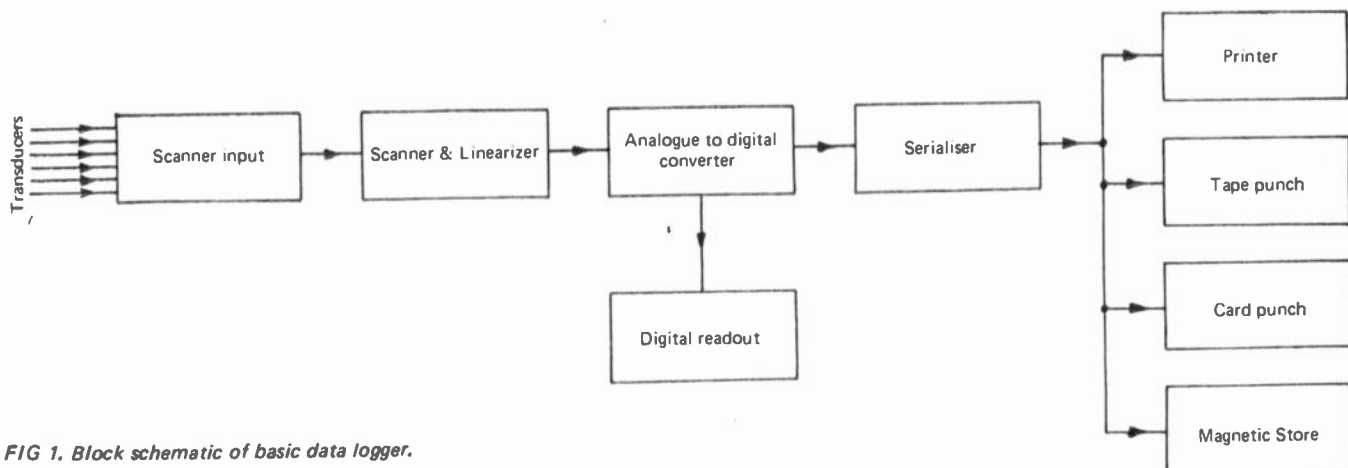 Transducers
Scanner input
Scanner & Linearizer
Analogue to digital
converter
Serialiser
Digital readout
Printer
Tape punch
Card punch
Magnetic Store
FIG 1. Block schematic of basic data logger.